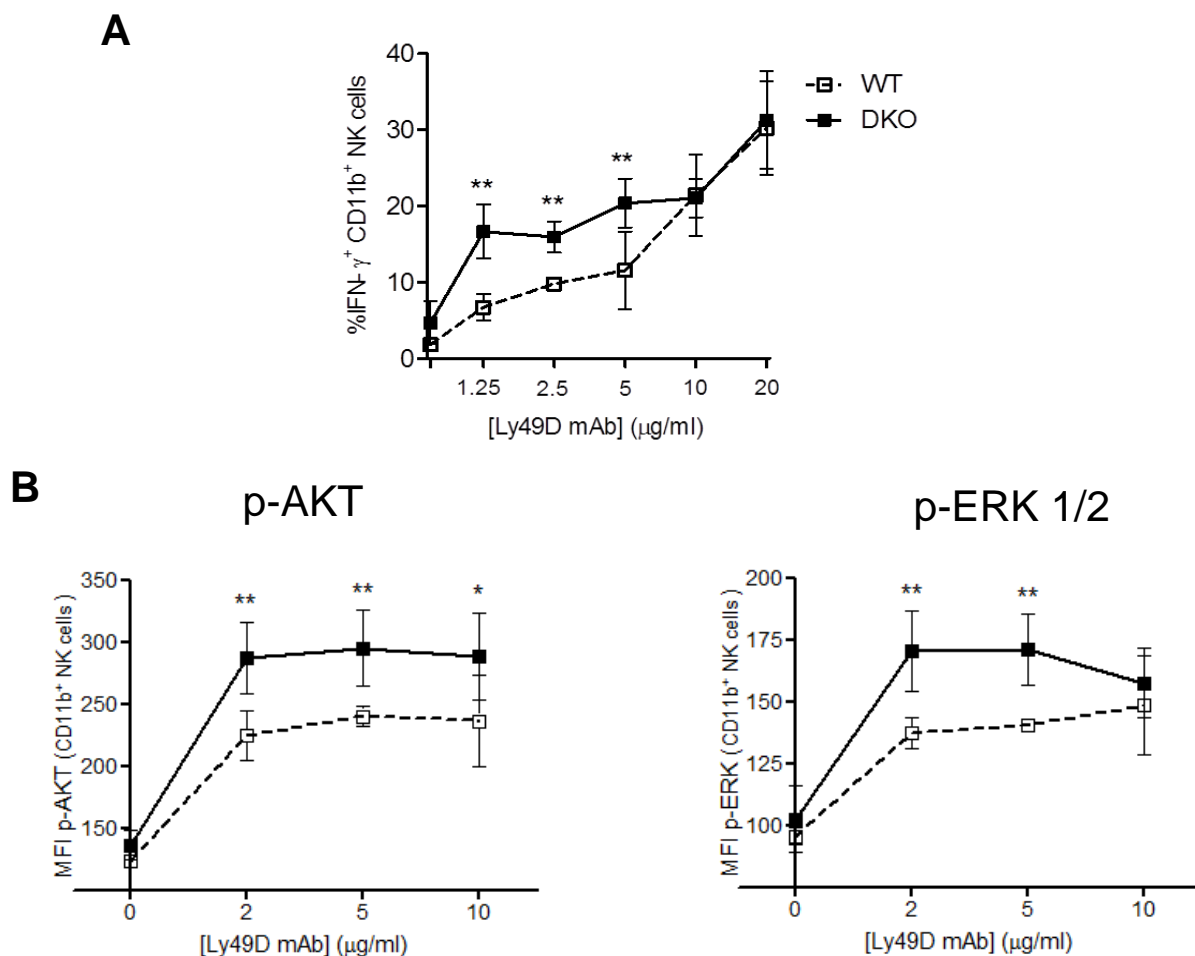 A
%IFN- γ⁺ CD11b⁺ NK cells
40
30
20
10
0
** ** **
1.25 2.5 5 10 20
[Ly49D mAb] (μg/ml)
WT
DKO
B
p-AKT
MFI p-AKT (CD11b⁺ NK cells )
350
300
250
200
150
** ** *
0 2 5 10
[Ly49D mAb] (μg/ml)
p-ERK 1/2
MFI p-ERK ( CD11b⁺ NK cells )
200
175
150
125
100
** **
0 2 5 10
[Ly49D mAb] (μg/ml)